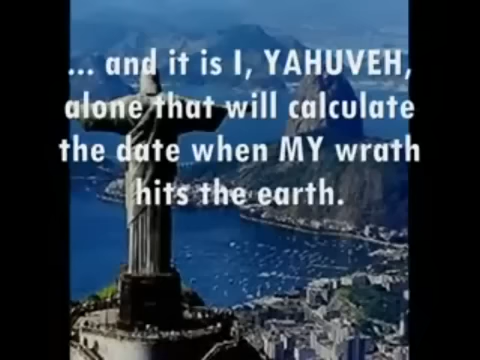 ... and it is I, YAHUVEH,
alone that will calculate
the date when MY wrath
hits the earth.